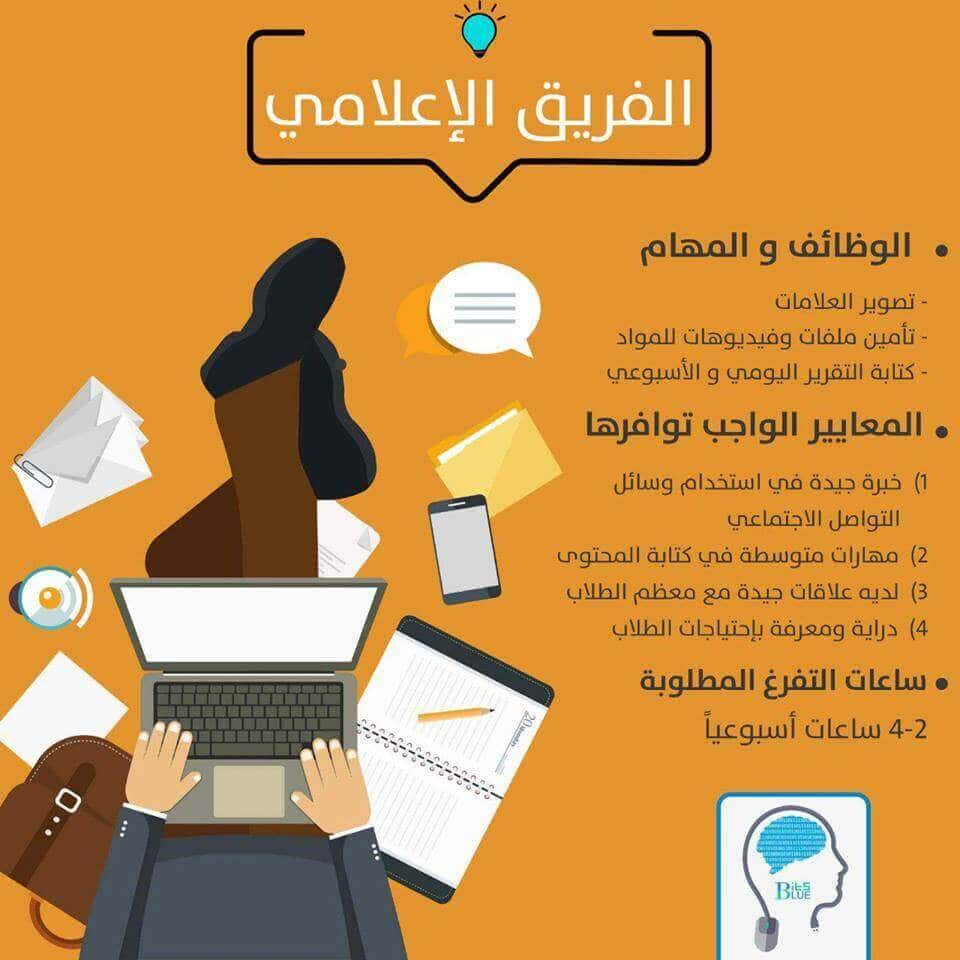 الفريق الإعلامي
• الوظائف و المهام
- تصوير العلامات
- تأمين ملفات وفيديوهات للمواد
- كتابة التقرير اليومي و الأسبوعي
• المعايير الواجب توافرها
1) خبرة جيدة في استخدام وسائل
التواصل الاجتماعي
2) مهارات متوسطة في كتابة المحتوى
3) لديه علاقات جيدة مع معظم الطلاب
4) دراية ومعرفة بإحتياجات الطلاب
• ساعات التفرغ المطلوبة
4-2 ساعات أسبوعياً
20
Bits
BLUE